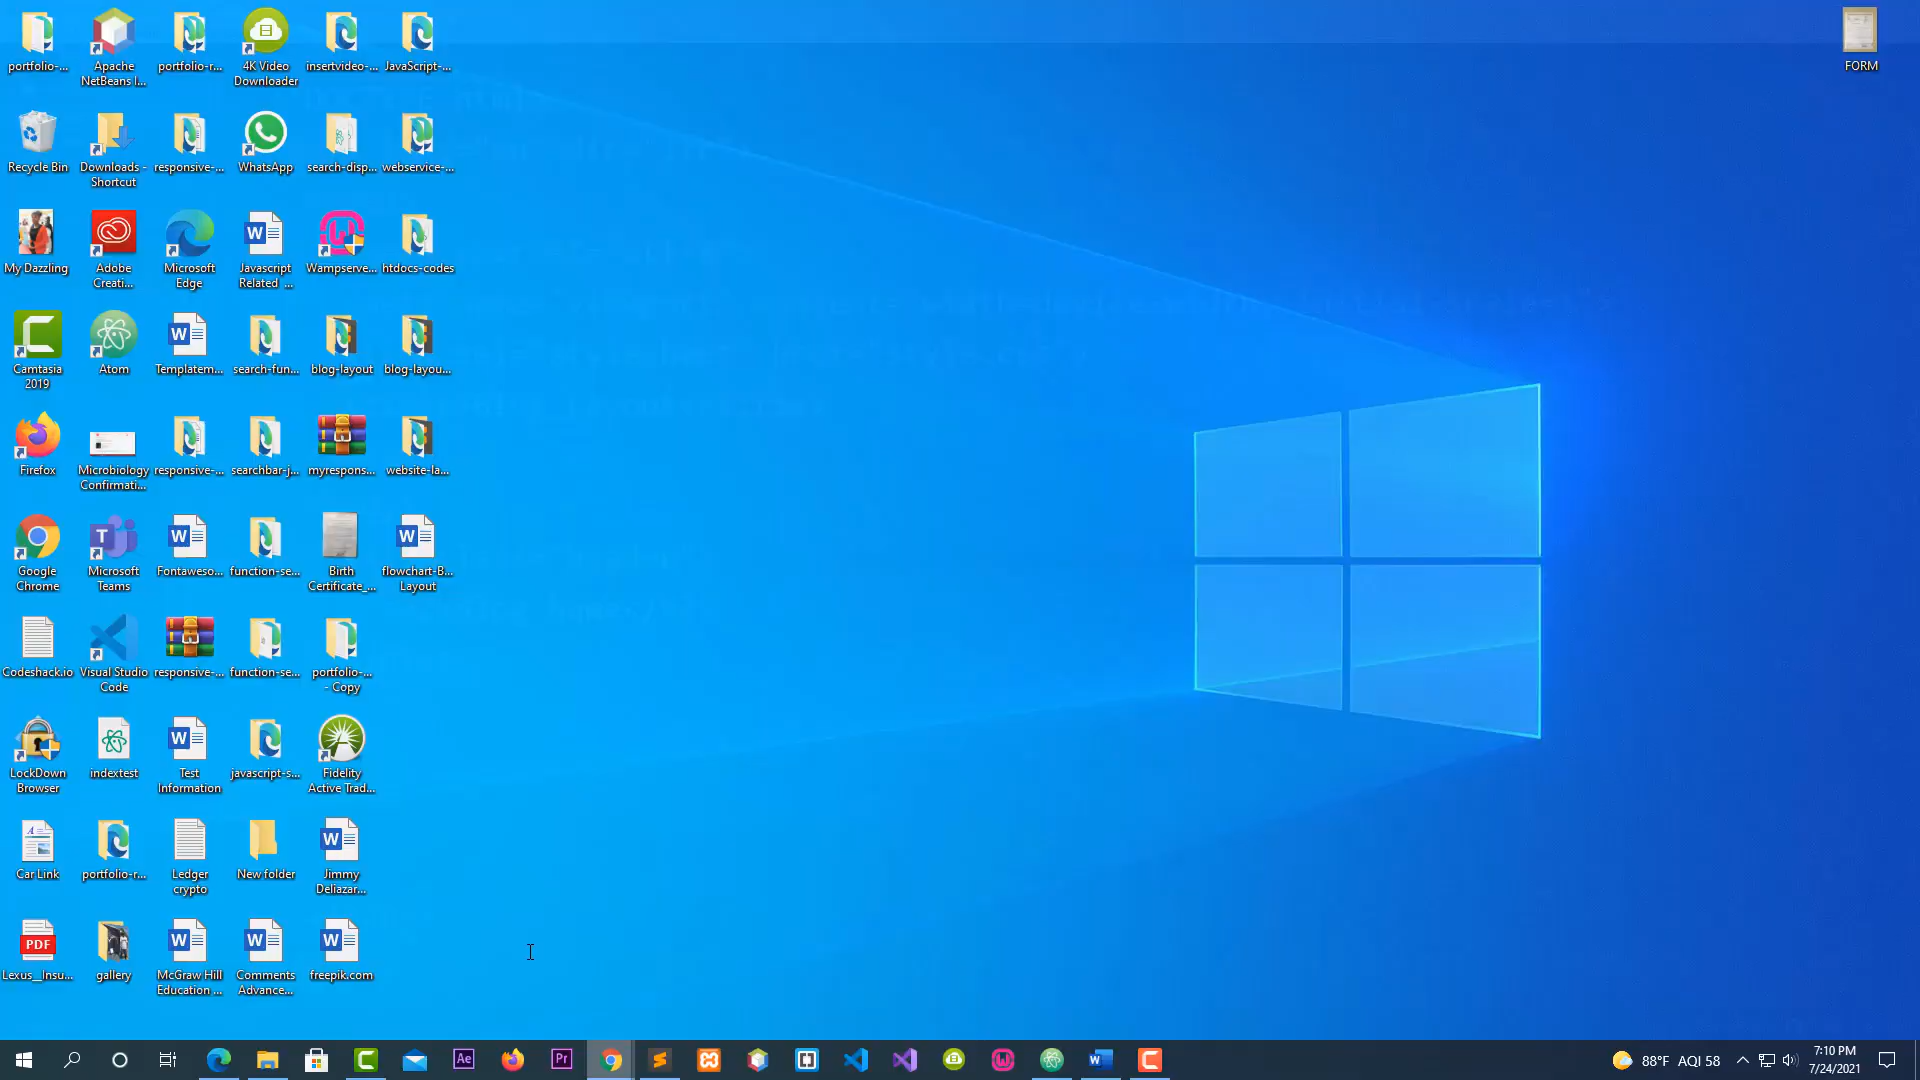 portfolio-...
Apache
NetBeans I...
portfolio-r...
4K Video
Downloader
insertvideo-...
JavaScript-...
FORM
Recycle Bin
Downloads -
Shortcut
responsive-...
WhatsApp
search-disp...
webservice-...
My Dazzling
Adobe
Creati...
Microsoft
Edge
Javascript
Related_...
Wampserve...
htdocs-codes
Camtasia
2019
Atom
Templatem...
search-fun...
blog-layout
blog-layou...
Firefox
Microbiology
Confirmati...
responsive-...
searchbar-j...
myrespons...
website-la...
Google
Chrome
Microsoft
Teams
Fontaweso...
function-se...
Birth
Certificate_...
flowchart-B...
Layout
Codeshack.io
Visual Studio
Code
responsive-...
function-se...
portfolio-...
- Copy
LockDown
Browser
indextest
Test
Information
javascript-s...
Fidelity
Active Trad...
Car Link
portfolio-r...
Ledger
crypto
New folder
Jimmy
Deliazar...
PDF
Lexus__Insu...
gallery
McGraw Hill
Education ...
Comments
Advance...
freepik.com
Ae
Pr
88°F AQI 58
7:10 PM
7/24/2021